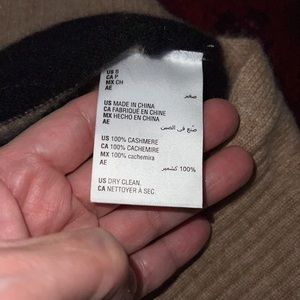 US S
CA P
MX CH
AE
صغير
US MADE IN CHINA
CA FABRIQUÉ EN CHINE
MX HECHO EN CHINA
AE
صنع في الصين
US 100% CASHMERE
CA 100% CACHEMIRE
MX 100% cachemira
AE
100% كشمير
US DRY CLEAN
CA NETTOYER À SEC.